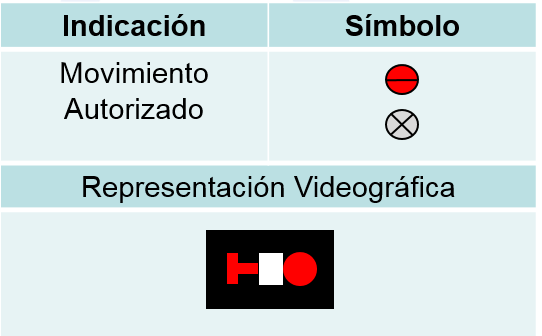 Indicación
Símbolo
Movimiento
Autorizado
Representación Videográfica